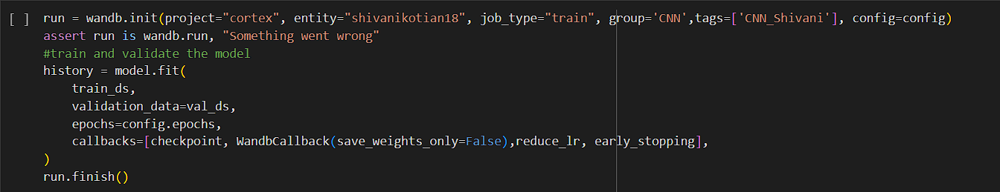 [ ] run = wandb.init(project="cortex", entity="shivanikotian18", job_type="train", group='CNN',tags=['CNN_Shivani'], config=config)
assert run is wandb.run, "Something went wrong"
#train and validate the model
history = model.fit(
    train_ds,
    validation_data=val_ds,
    epochs=config.epochs,
    callbacks=[checkpoint, WandbCallback(save_weights_only=False),reduce_lr, early_stopping],
)
run.finish()